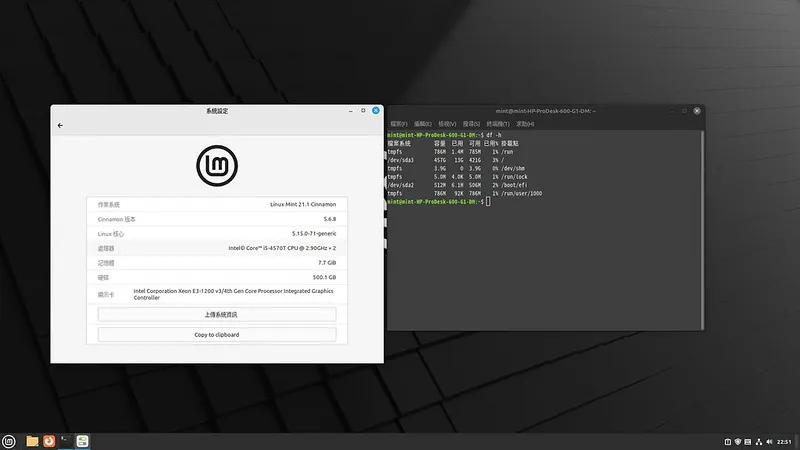 系統設定
作業系統 Linux Mint 21.1 Cinnamon
Cinnamon 版本 5.6.8
Linux 核心 5.15.0-71-generic
處理器 Intel© Core™ i5-4570T CPU @ 2.90GHz × 2
記憶體 7.7 GiB
硬碟 500.1 GB
顯示卡 Intel Corporation Xeon E3-1200 v3/4th Gen Core Processor Integrated Graphics
Controller
上傳系統資訊
Copy to clipboard
mint@mint-HP-ProDesk-600-G1-DM: ~
檔案(F) 編輯(E) 檢視(V) 搜尋(S) 終端機(T) 求助(H)
mint@mint-HP-ProDesk-600-G1-DM:~$ df -h
檔案系統 容量 已用 可用 已用% 掛載點
tmpfs 786M 1.4M 785M 1% /run
/dev/sda3 457G 13G 421G 3% /
tmpfs 3.9G 0 3.9G 0% /dev/shm
tmpfs 5.0M 4.0K 5.0M 1% /run/lock
/dev/sda2 512M 6.1M 506M 2% /boot/efi
tmpfs 786M 92K 786M 1% /run/user/1000
mint@mint-HP-ProDesk-600-G1-DM:~$
22:51